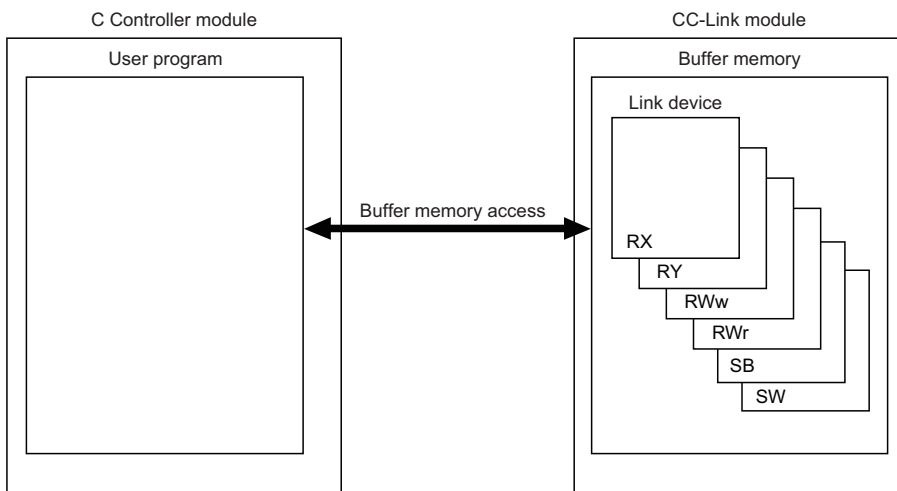 C Controller module
CC-Link module
User program
Buffer memory
Link device
Buffer memory access
RX
RY
RWw
RWr
SB
SW